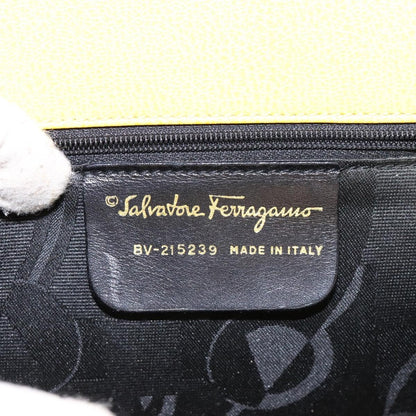 ©Salvatore Ferragamo
BV-215239 MADE IN ITALY